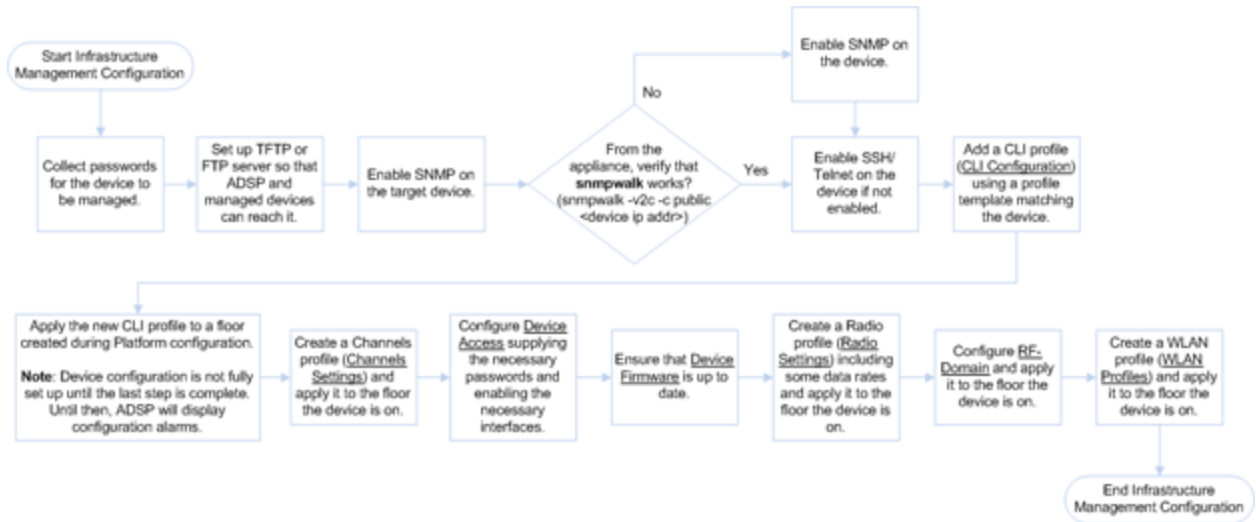 Start Infrastructure
Management Configuration
Collect passwords
for the device to
be managed.
Set up TFTP or
FTP server so that
ADSP and
managed devices
can reach it.
Enable SNMP on
the target device.
From the
appliance, verify that
snmpwalk works?
(snmpwalk -v2c -c public
<device ip addr>)
No
Enable SNMP on
the device.
Yes
Enable SSH/
Telnet on the
device if not
enabled.
Add a CLI profile
(CLI Configuration)
using a profile
template matching
the device.
Apply the new CLI profile to a floor
created during Platform configuration.
Note: Device configuration is not fully
set up until the last step is complete.
Until then, ADSP will display
configuration alarms.
Create a Channels
profile (Channels
Settings) and
apply it to the floor
the device is on.
Configure Device
Access supplying
the necessary
passwords and
enabling the
necessary
interfaces.
Ensure that Device
Firmware is up to
date.
Create a Radio
profile (Radio
Settings) including
some data rates
and apply it to the
floor the device is
on.
Configure RF-
Domain and apply
it to the floor the
device is on.
Create a WLAN
profile (WLAN
Profiles) and apply
it to the floor the
device is on.
End Infrastructure
Management Configuration